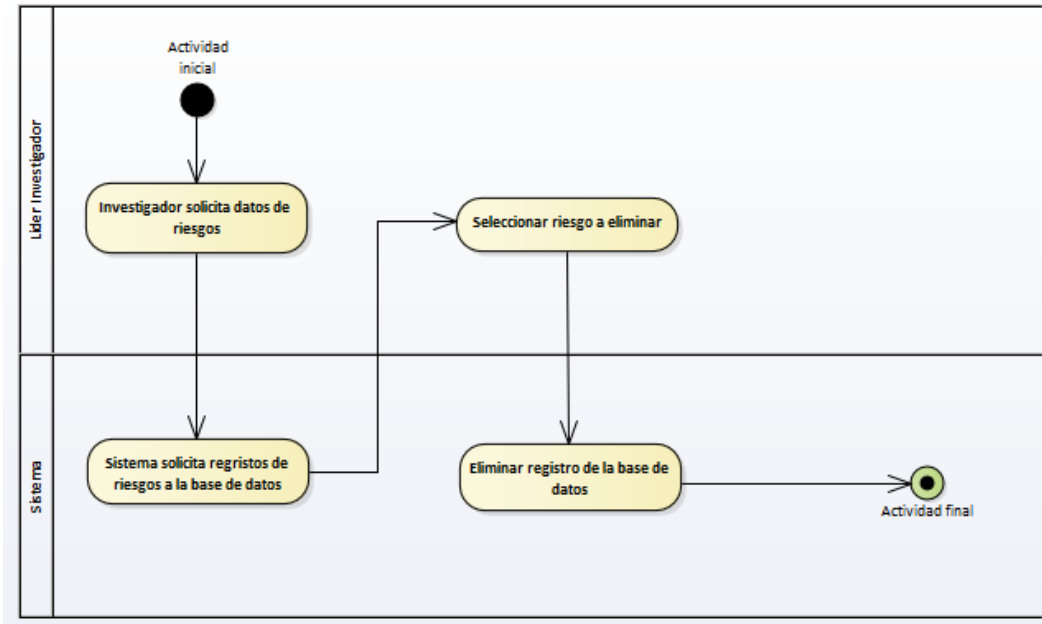 Líder Investigador
Actividad
inicial
Investigador solicita datos de
riesgos
Seleccionar riesgo a eliminar
Sistema
Sistema solicita regristos de
riesgos a la base de datos
Eliminar registro de la base de
datos
Actividad final